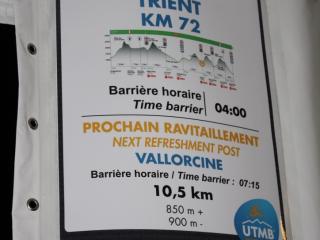 TRIENT
KM 72
Barrière horaire
Time barrier : 04:00
PROCHAIN RAVITAILLEMENT
NEXT REFRESHMENT POST
VALLORCINE
Barrière horaire / Time barrier : 07:15
10,5 km
850 m +
900 m -
UTMB